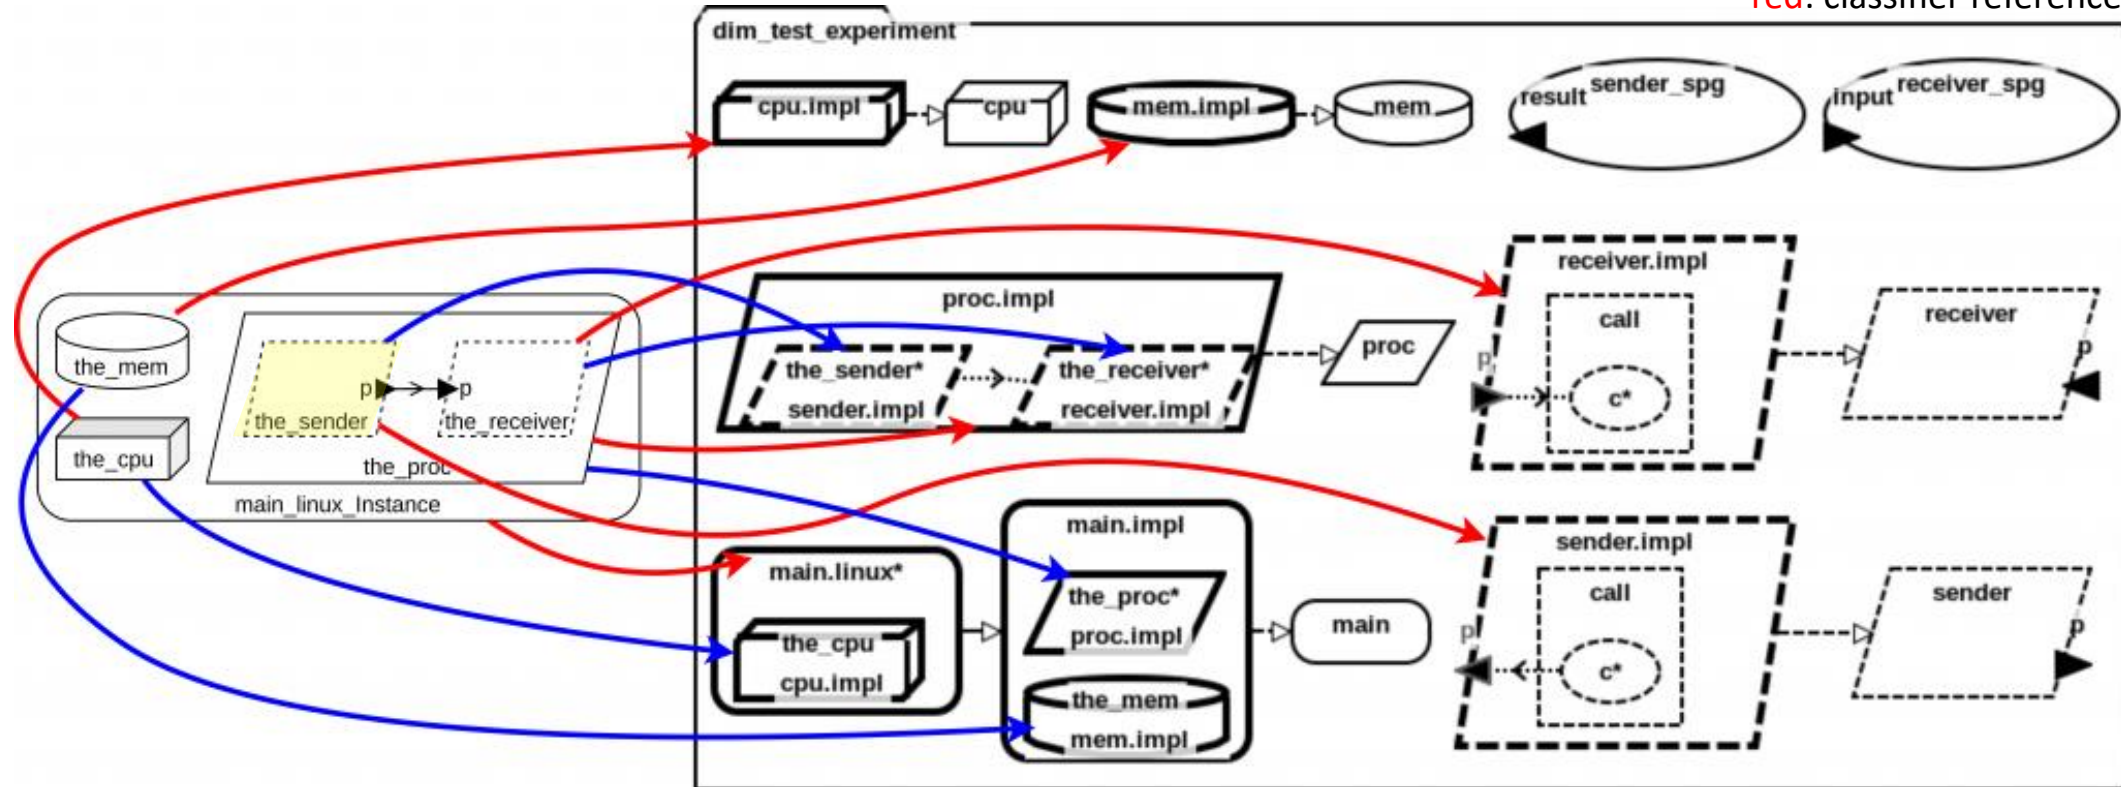 red: classifier reference
dim_test_experiment
cpu.impl
cpu
mem.impl
mem
result
sender_spg
input
receiver_spg
the_mem
the_cpu
p
p
the_sender
the_receiver
the_proc
main_linux_Instance
proc.impl
the_sender*
sender.impl
the_receiver*
receiver.impl
proc
receiver.impl
call
p
c*
receiver
p
main.linux*
the_cpu
cpu.impl
main.impl
the_proc*
proc.impl
the_mem
mem.impl
main
sender.impl
call
p
c*
sender
p